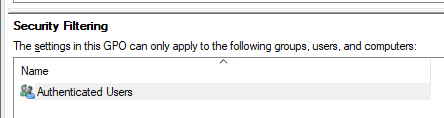 Security Filtering
The settings in this GPO can only apply to the following groups, users, and computers:
Name
Authenticated Users